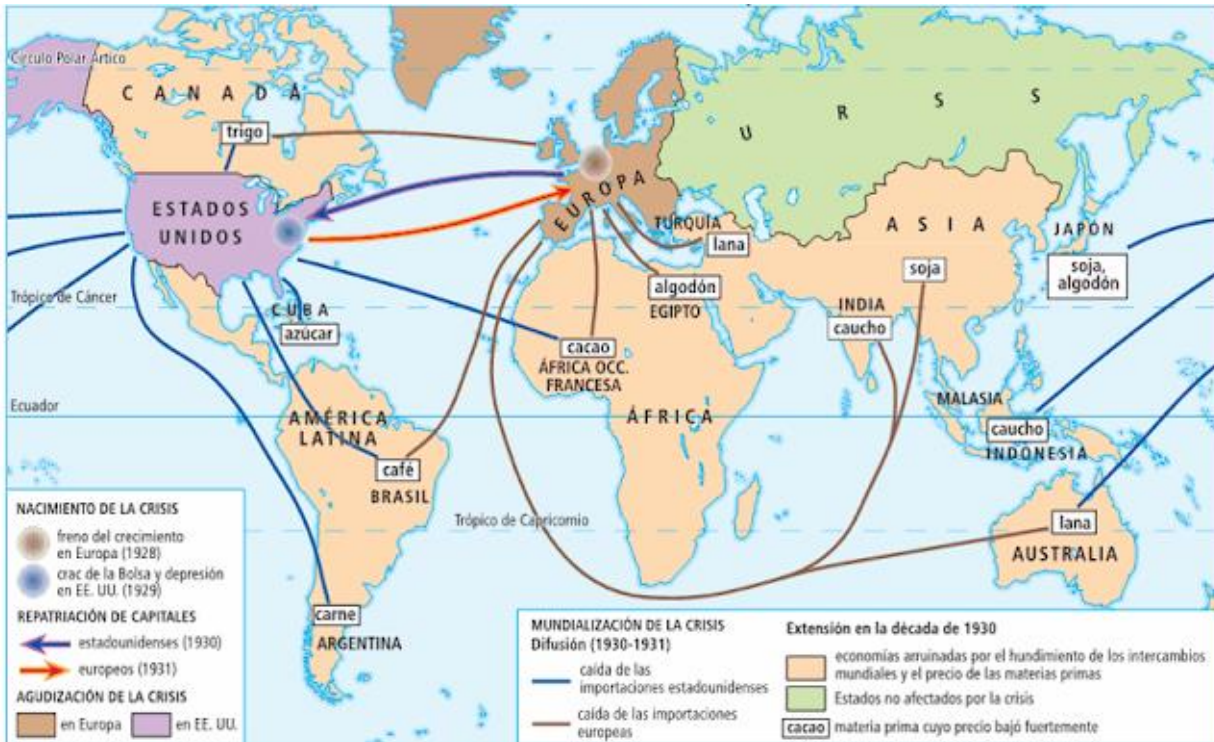 Círculo Polar Ártico
CANADÁ
trigo
ESTADOS
UNIDOS
EUROPA
URSS
TURQUÍA
lana
ASIA
JAPÓN
soja,
algodón
soja
algodón
EGIPTO
INDIA
caucho
Trópico de Cáncer
CUBA
azúcar
cacao
ÁFRICA OCC.
FRANCESA
ÁFRICA
Ecuador
AMÉRICA
LATINA
MALASIA
caucho
INDONESIA
café
BRASIL
Trópico de Capricornio
lana
AUSTRALIA
carne
ARGENTINA
NACIMIENTO DE LA CRISIS
freno del crecimiento
en Europa (1928)
crac de la Bolsa y depresión
en EE. UU. (1929)
REPATRIACIÓN DE CAPITALES
estadounidenses (1930)
europeos (1931)
AGUDIZACIÓN DE LA CRISIS
en Europa
en EE. UU.
MUNDIALIZACIÓN DE LA CRISIS
Difusión (1930-1931)
caída de las
importaciones estadounidenses
caída de las importaciones
europeas
Extensión en la década de 1930
economías arruinadas por el hundimiento de los intercambios
mundiales y el precio de las materias primas
Estados no afectados por la crisis
cacao materia prima cuyo precio bajó fuertemente